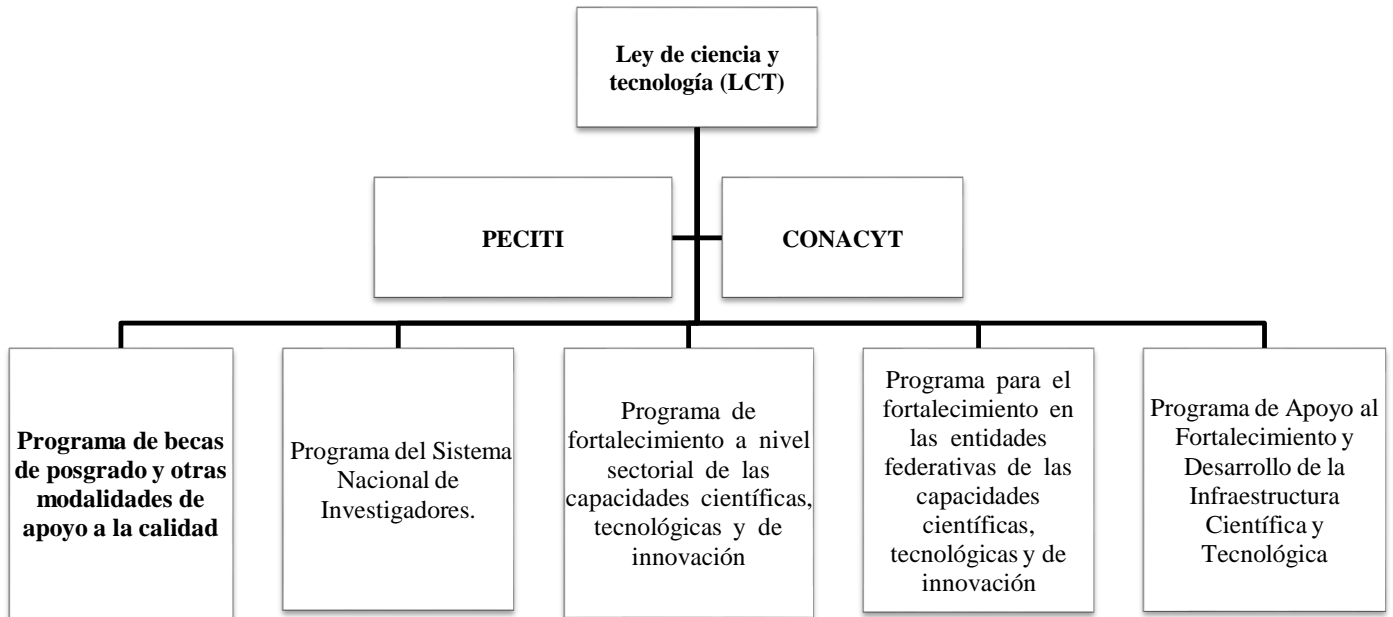 Ley de ciencia y
tecnología (LCT)
PECITI
CONACYT
Programa de becas
de posgrado y otras
modalidades de
apoyo a la calidad
Programa del Sistema
Nacional de
Investigadores.
Programa de
fortalecimiento a nivel
sectorial de las
capacidades científicas,
tecnológicas y de
innovación
Programa para el
fortalecimiento en
las entidades
federativas de las
capacidades
científicas,
tecnológicas y de
innovación
Programa de Apoyo al
Fortalecimiento y
Desarrollo de la
Infraestructura
Científica y
Tecnológica